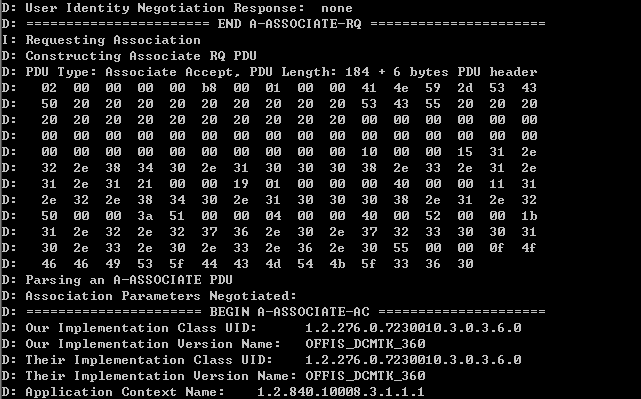 D: User Identity Negotiation Response:  none
D: ======================= END A-ASSOCIATE-RQ ======================
I: Requesting Association
D: Constructing Associate RQ PDU
D: PDU Type: Associate Accept, PDU Length: 184 + 6 bytes PDU header
D:   02  00  00  00  00  b8  00  01  00  00  41  4e  59  2d  53  43
D:   50  20  20  20  20  20  20  20  20  20  53  43  55  20  20  20
D:   20  20  20  20  20  20  20  20  20  20  00  00  00  00  00  00
D:   00  00  00  00  00  00  00  00  00  00  00  00  00  00  00  00
D:   00  00  00  00  00  00  00  00  00  00  10  00  00  15  31  2e
D:   32  2e  38  34  30  2e  31  30  30  30  38  2e  33  2e  31  2e
D:   31  2e  31  21  00  00  19  01  00  00  00  40  00  00  11  31
D:   2e  32  2e  38  34  30  2e  31  30  30  30  38  2e  31  2e  32
D:   50  00  00  3a  51  00  00  04  00  00  40  00  52  00  00  1b
D:   31  2e  32  2e  32  37  36  2e  30  2e  37  32  33  30  30  31
D:   30  2e  33  2e  30  2e  33  2e  36  2e  30  55  00  00  0f  4f
D:   46  46  49  53  5f  44  43  4d  54  4b  5f  33  36  30
D: Parsing an A-ASSOCIATE PDU
D: Association Parameters Negotiated:
D: ====================== BEGIN A-ASSOCIATE-AC =====================
D: Our Implementation Class UID:      1.2.276.0.7230010.3.0.3.6.0
D: Our Implementation Version Name:   OFFIS_DCMTK_360
D: Their Implementation Class UID:    1.2.276.0.7230010.3.0.3.6.0
D: Their Implementation Version Name: OFFIS_DCMTK_360
D: Application Context Name:    1.2.840.10008.3.1.1.1